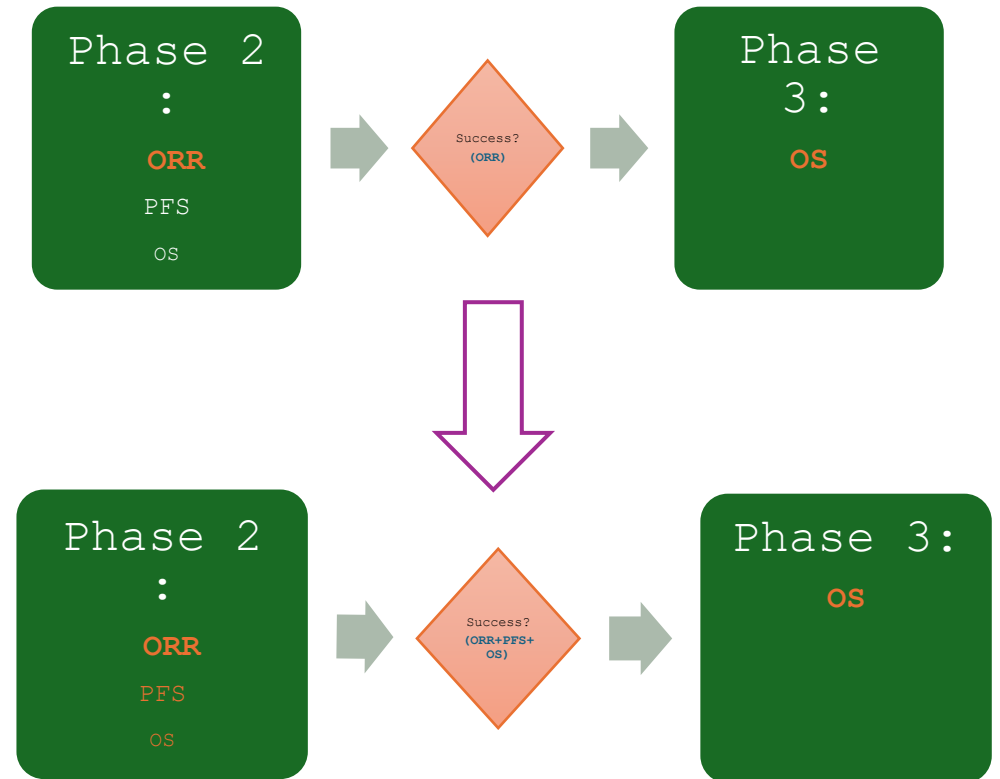 Phase 2
:
ORR
PFS
OS
Success?
(ORR)
Phase
3:
OS
Phase 2
:
ORR
PFS
OS
Success?
(ORR+PFS+
OS)
Phase 3:
OS